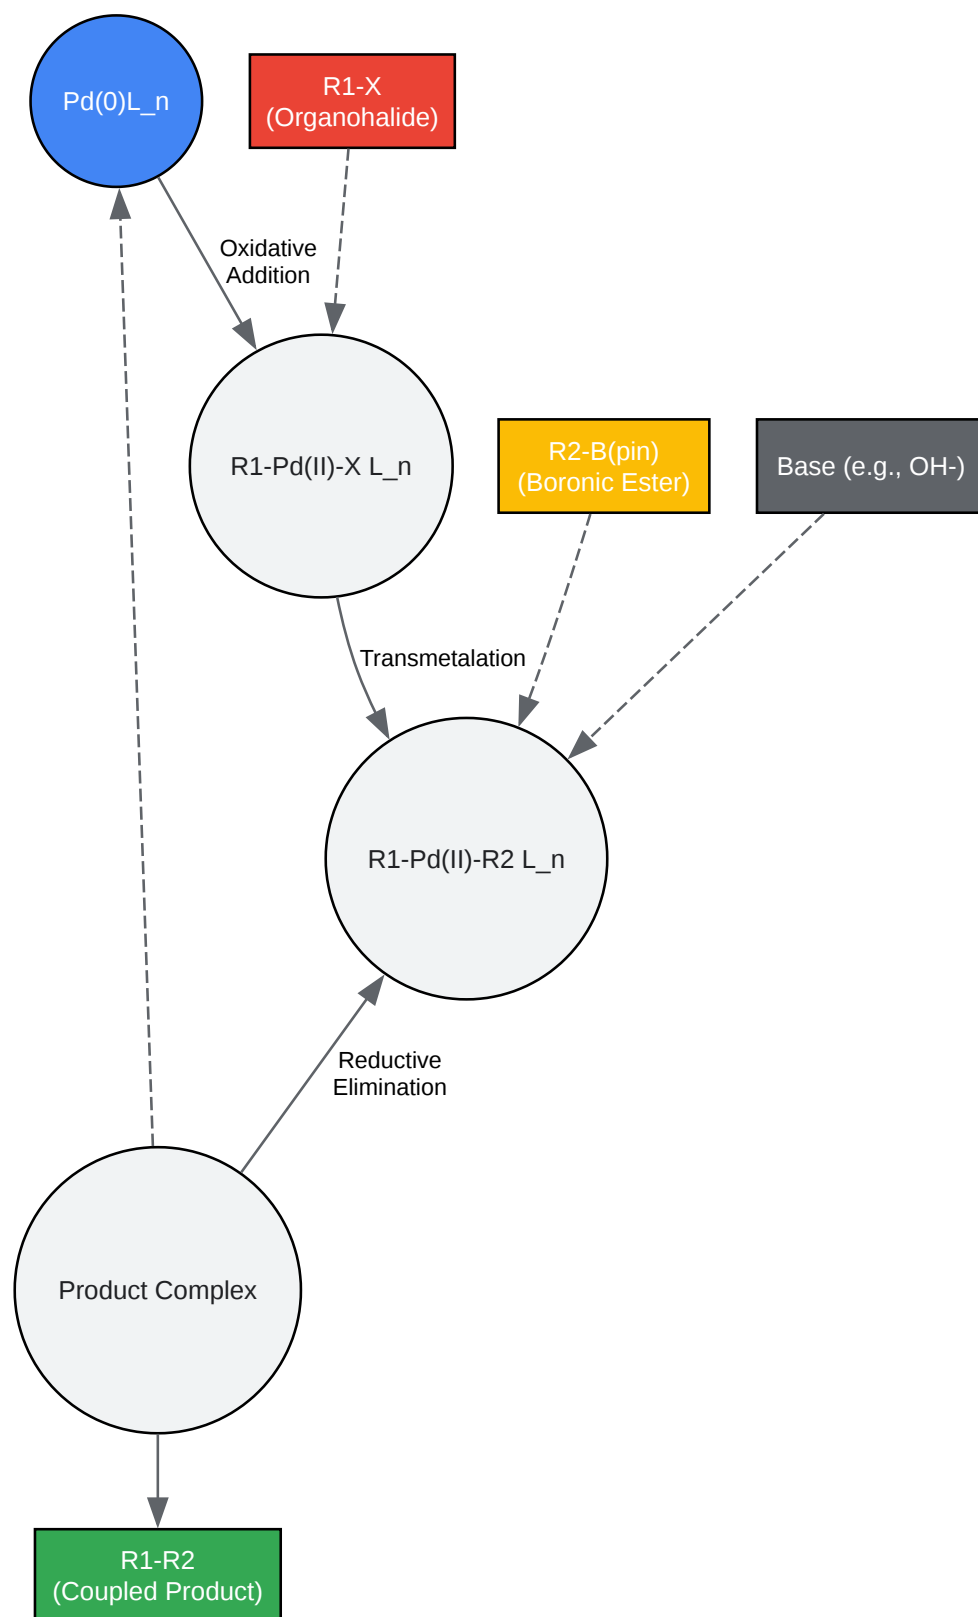 Pd(0)L_n
R1-X
(Organohalide)
Oxidative
Addition
R1-Pd(II)-X L_n
R2-B(pin)
(Boronic Ester)
Base (e.g., OH-)
Transmetalation
R1-Pd(II)-R2 L_n
Reductive
Elimination
Product Complex
R1-R2
(Coupled Product)